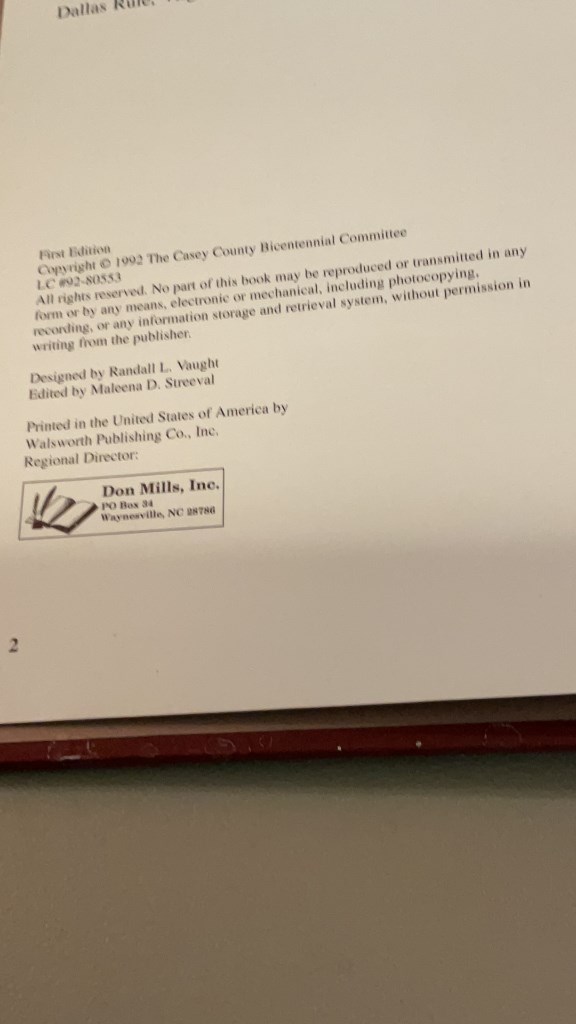 Dallas Rule,
First Edition
Copyright © 1992 The Casey County Bicentennial Committee
LC #92-80553
All rights reserved. No part of this book may be reproduced or transmitted in any
form or by any means, electronic or mechanical, including photocopying,
recording, or any information storage and retrieval system, without permission in
writing from the publisher.
Designed by Randall L. Vaught
Edited by Maleena D. Streeval
Printed in the United States of America by
Walsworth Publishing Co., Inc.
Regional Director:
Don Mills, Inc.
PO Box 34
Waynesville, NC 28786
2